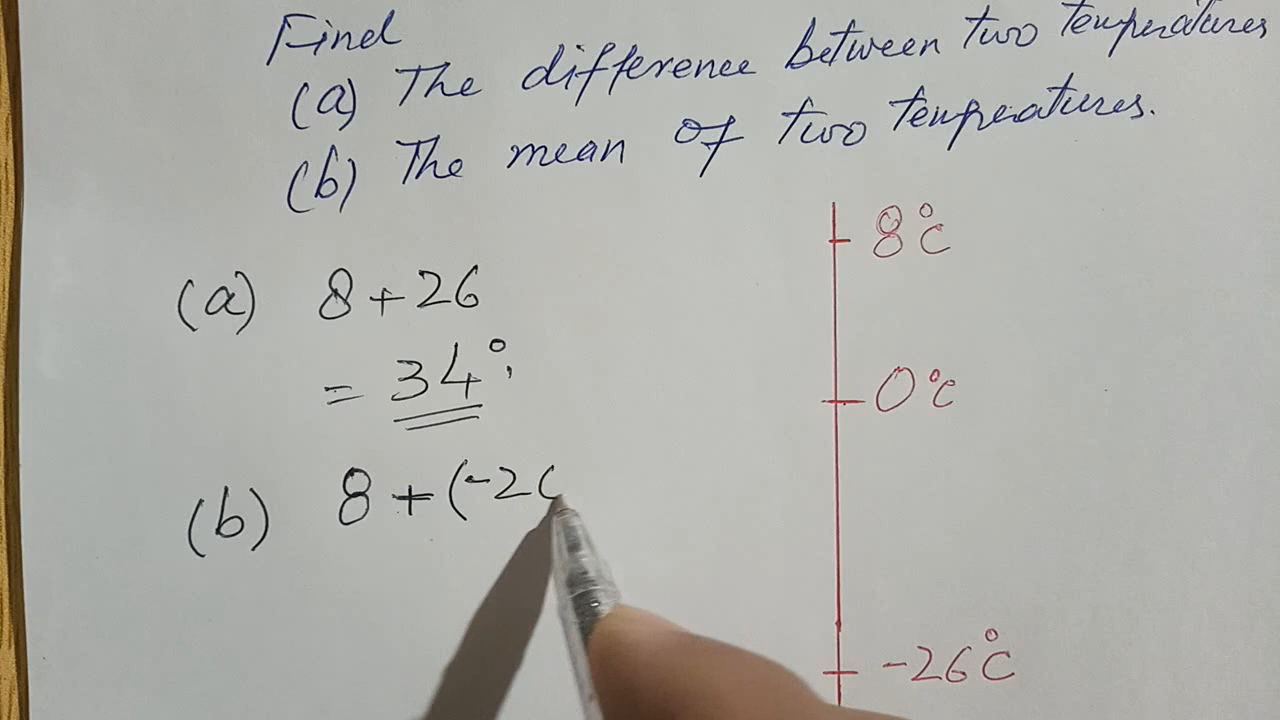 Find
(a) The difference between two temperatures
(b) The mean of two temperatures.
8°c
(a) 8+26
= 34°
0°c
(b) 8+(-26
-26°c